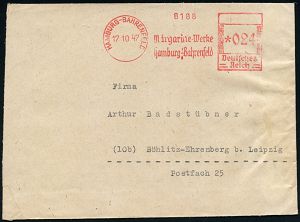 HAMBURG-BAHRENFELD
17.10.47
8188
Margarine-Werke
Hamburg-Bahrenfeld
*024
Deutsches
Reich
Firma
Arthur Badstübner
(10b) Böhlitz-Ehrenberg b. Leipzig
Postfach 25